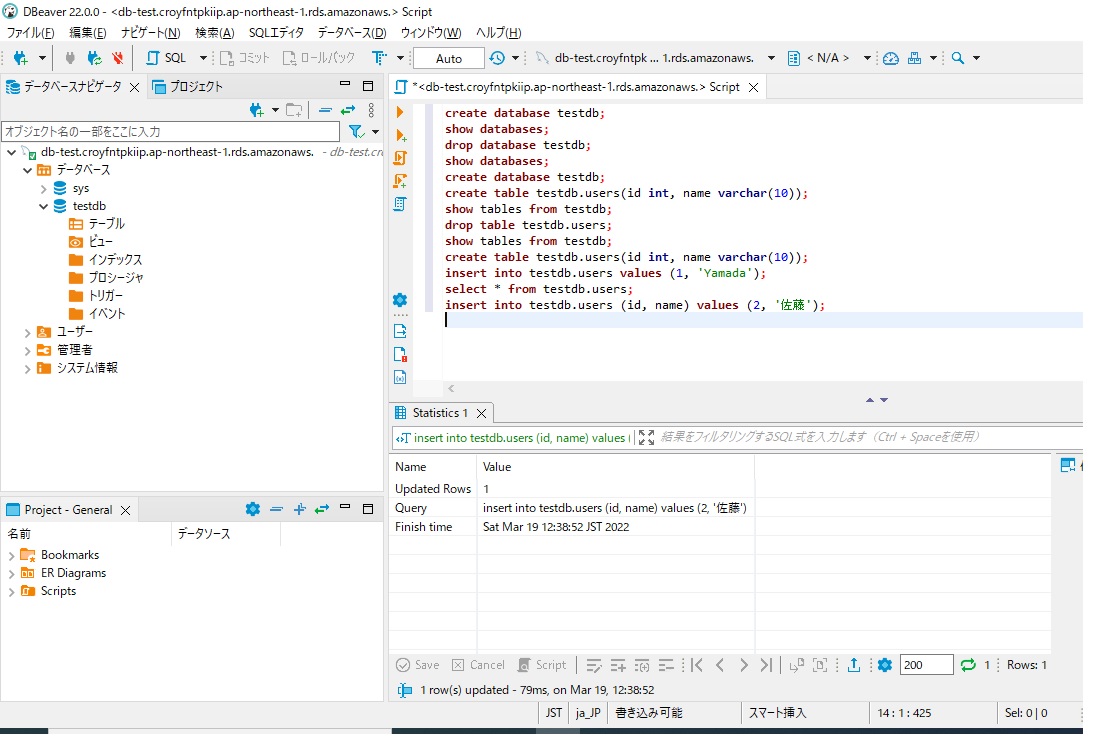 DBeaver 22.0.0 - <db-test.croyfntpkiip.ap-northeast-1.rds.amazonaws.> Script
ファイル(F) 編集(E) ナビゲート(N) 検索(A) SQLエディタ データベース(D) ウィンドウ(W) ヘルプ(H)
SQL コミット ロールバック Auto db-test.croyfntpk ... 1.rds.amazonaws. < N/A >
データベースナビゲータ プロジェクト
オブジェクト名の一部をここに入力
db-test.croyfntpkiip.ap-northeast-1.rds.amazonaws. - db-test.cr
データベース
sys
testdb
テーブル
ビュー
インデックス
プロシージャ
トリガー
イベント
ユーザー
管理者
システム情報
Project - General
名前 データソース
Bookmarks
ER Diagrams
Scripts
*<db-test.croyfntpkiip.ap-northeast-1.rds.amazonaws.> Script
create database testdb;
show databases;
drop database testdb;
show databases;
create database testdb;
create table testdb.users(id int, name varchar(10));
show tables from testdb;
drop table testdb.users;
show tables from testdb;
create table testdb.users(id int, name varchar(10));
insert into testdb.users values (1, 'Yamada');
select * from testdb.users;
insert into testdb.users (id, name) values (2, '佐藤');
Statistics 1
insert into testdb.users (id, name) values ( 結果をフィルタリングするSQL式を入力します (Ctrl + Spaceを使用)
Name Value
Updated Rows 1
Query insert into testdb.users (id, name) values (2, '佐藤')
Finish time Sat Mar 19 12:38:52 JST 2022
Save Cancel Script 200 1 Rows: 1
1 row(s) updated - 79ms, on Mar 19, 12:38:52
JST ja_JP 書き込み可能 スマート挿入 14 : 1 : 425 Sel: 0 | 0